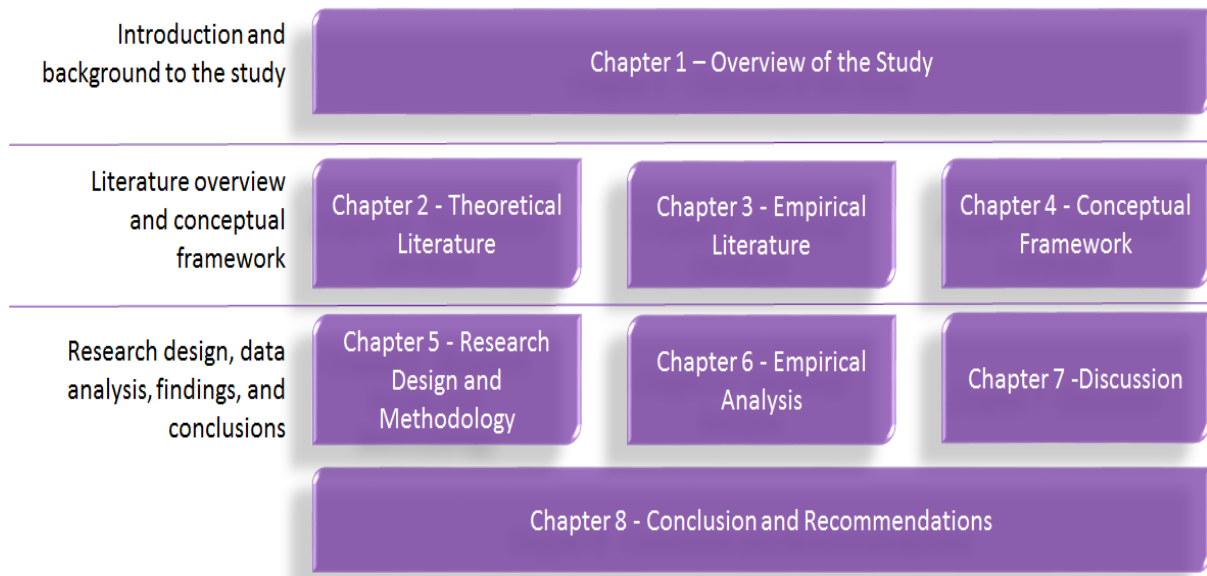 Introduction and
background to the study
Chapter 1 – Overview of the Study
Literature overview
and conceptual
framework
Chapter 2 - Theoretical
Literature
Chapter 3 - Empirical
Literature
Chapter 4 - Conceptual
Framework
Research design, data
analysis, findings, and
conclusions
Chapter 5 - Research
Design and
Methodology
Chapter 6 - Empirical
Analysis
Chapter 7 -Discussion
Chapter 8 - Conclusion and Recommendations